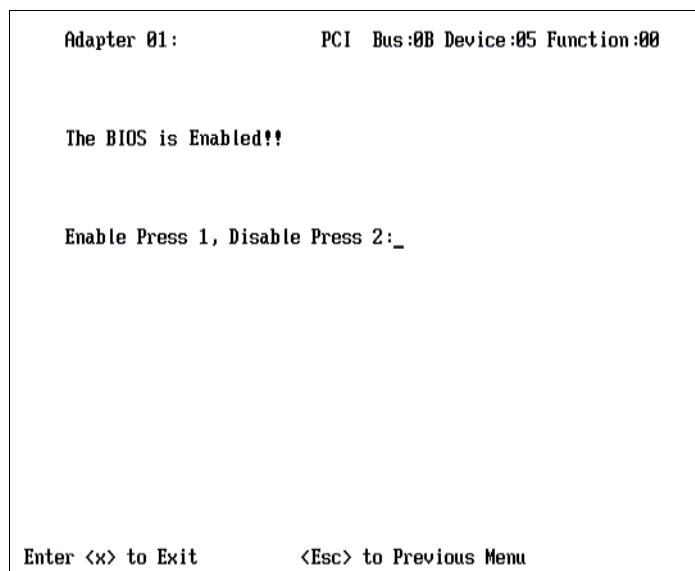 Adapter 01: PCI Bus:0B Device:05 Function:00
The BIOS is Enabled!!
Enable Press 1, Disable Press 2:_
Enter <x> to Exit <Esc> to Previous Menu